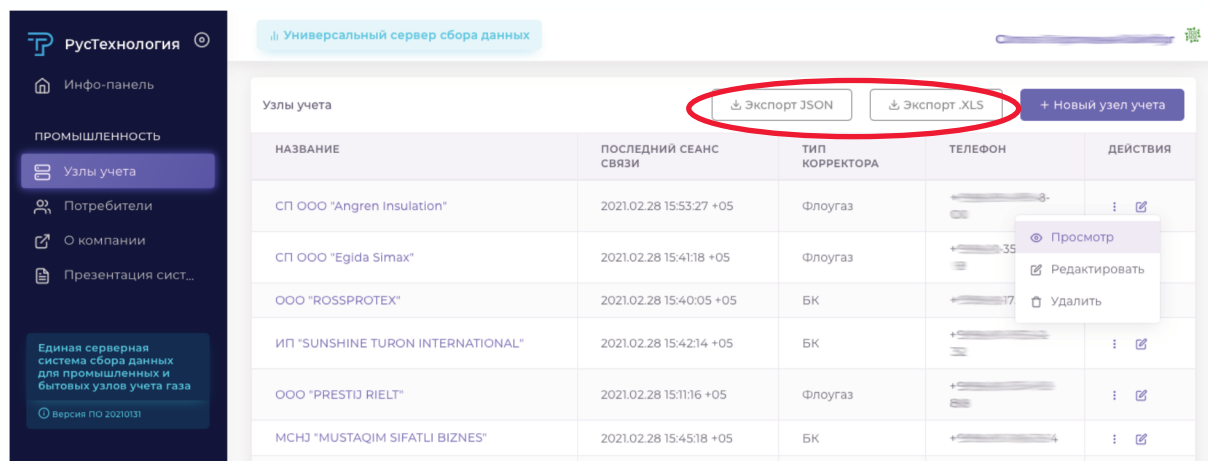 РусТехнология
Инфо-панель
ПРОМЫШЛЕННОСТЬ
Узлы учета
Потребители
О компании
Презентация сист...
Единая серверная
система сбора данных
для промышленных и
бытовых узлов учета газа
Версия ПО 20210131
Универсальный сервер сбора данных
Узлы учета
Экспорт JSON
Экспорт .XLS
+ Новый узел учета
НАЗВАНИЕ
ПОСЛЕДНИЙ СЕАНС
СВЯЗИ
ТИП
КОРРЕКТОРА
ТЕЛЕФОН
ДЕЙСТВИЯ
СП ООО "Angren Insulation"
2021.02.28 15:53:27 +05
Флоугаз
СП ООО "Egida Simax"
2021.02.28 15:41:18 +05
Флоугаз
ООО "ROSSPROTEX"
2021.02.28 15:40:05 +05
БК
ИП "SUNSHINE TURON INTERNATIONAL"
2021.02.28 15:42:14 +05
БК
ООО "PRESTIJ RIELT"
2021.02.28 15:11:16 +05
Флоугаз
MCHJ "MUSTAQIM SIFATLI BIZNES"
2021.02.28 15:45:18 +05
БК
Просмотр
Редактировать
Удалить